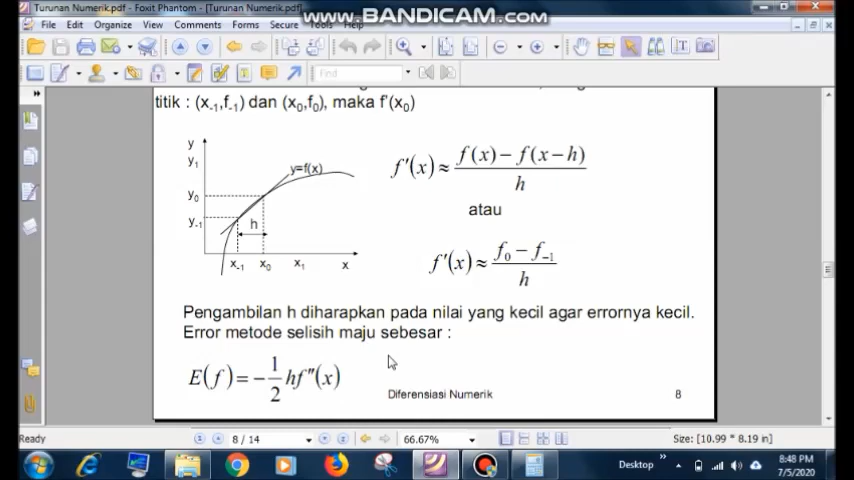 Turunan Numerik.pdf - Foxit Phantom - [Turunan Numerik.pdf]
www.BANDICAM.com
File Edit Organize View Comments Forms Secure Tools Help
Find
titik : (x-1,f-1) dan (x0,f0), maka f'(x0)
y
y1
y=f(x)
y0
y-1
h
x-1 x0 x1 x
f'(x) ≈ f(x) − f(x−h) / h
atau
f'(x) ≈ f0 − f-1 / h
Pengambilan h diharapkan pada nilai yang kecil agar errornya kecil.
Error metode selisih maju sebesar :
E(f) = − 1/2 hf"(x)
Diferensiasi Numerik 8
Ready 8 / 14 66.67% Size: [10.99 * 8.19 in]
Desktop » 8:48 PM
7/5/2020